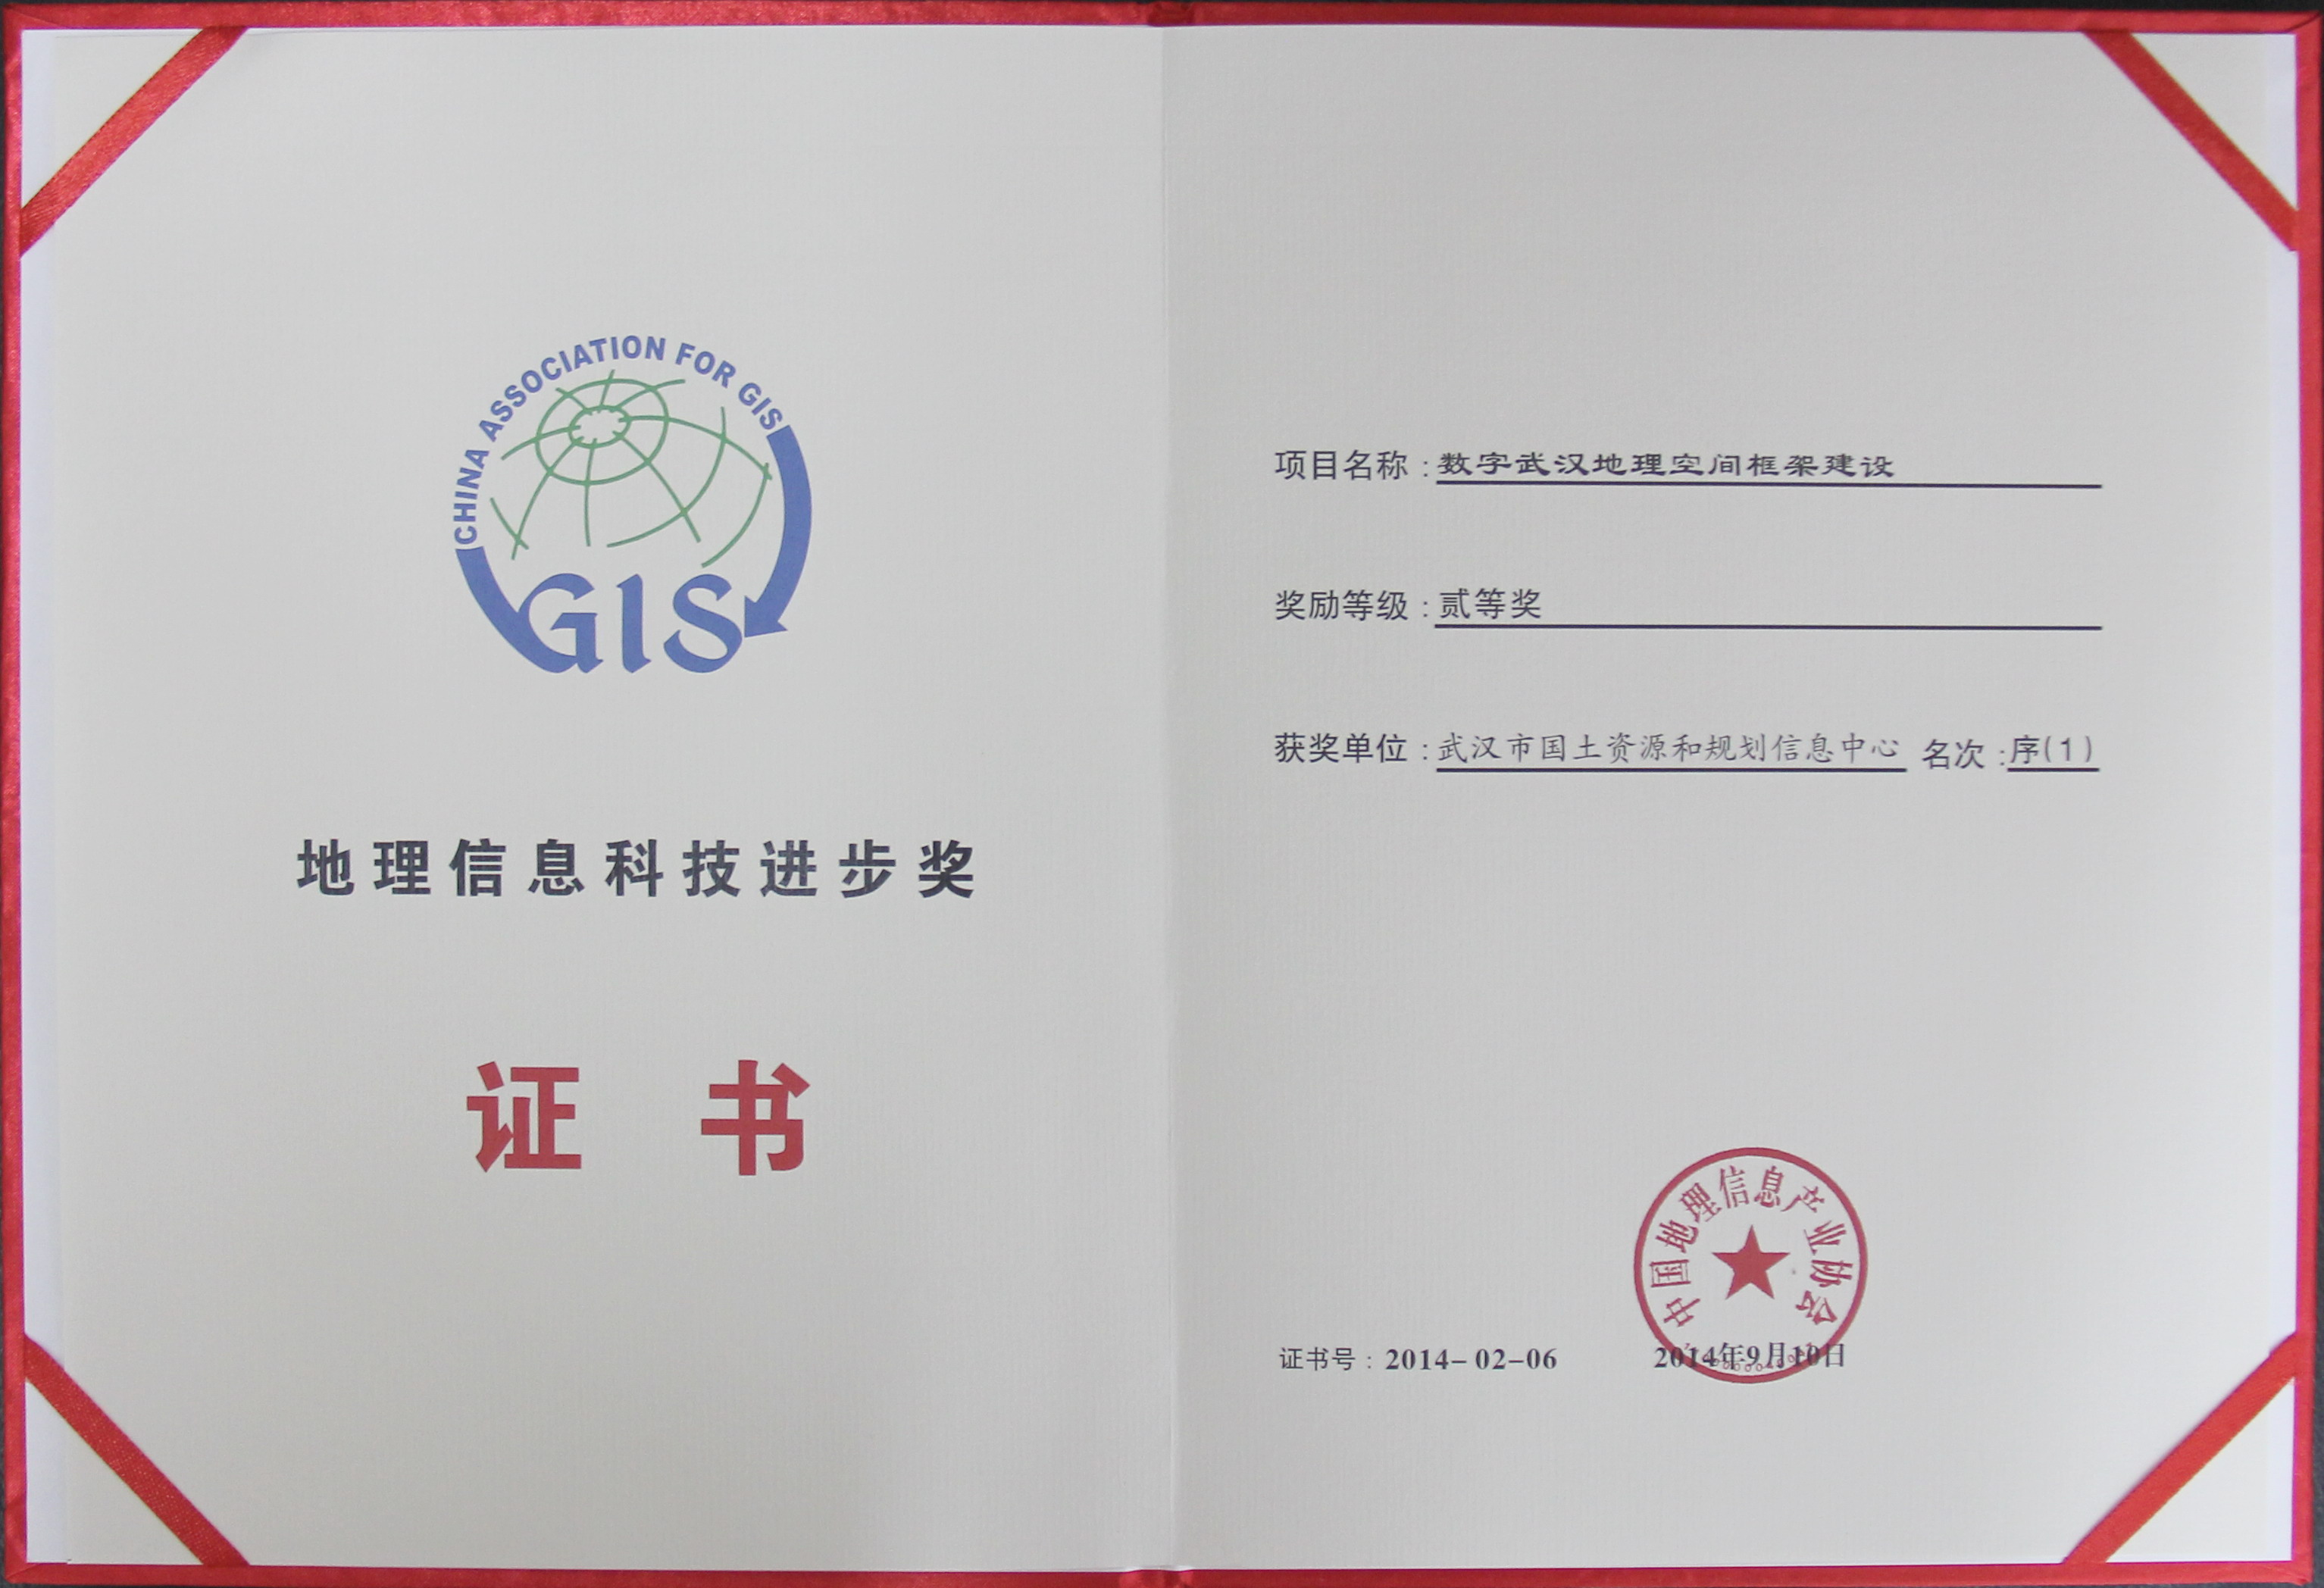 CHINA ASSOCIATION FOR GIS
GIS
地理信息科技进步奖
证 书
项目名称:数字武汉地理空间框架建设
奖励等级:贰等奖
获奖单位:武汉市国土资源和规划信息中心 名次:序(1)
中国地理信息产业协会
证书号:2014-02-06
2014年9月10日